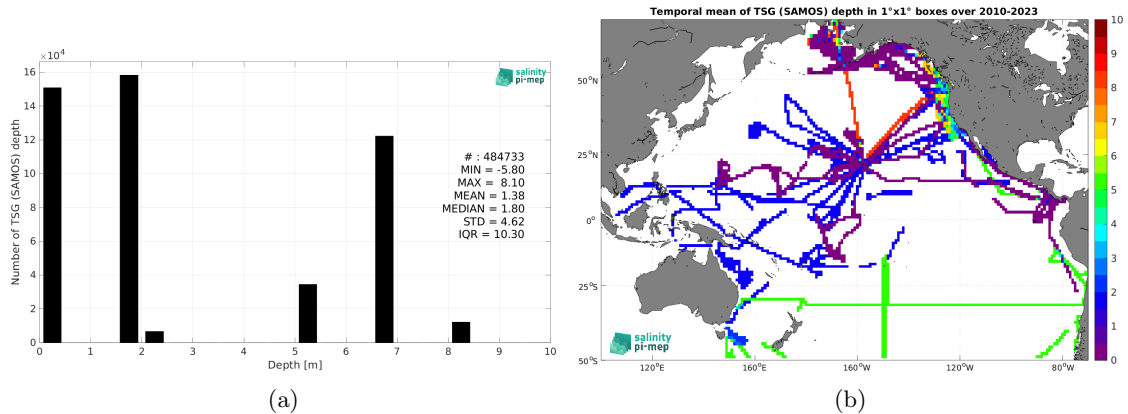 ×10⁴
16
14
12
10
8
6
4
2
0
Number of TSG (SAMOS) depth
0 1 2 3 4 5 6 7 8 9 10
Depth [m]
salinity
pi-mep
# : 484733
MIN = -5.80
MAX = 8.10
MEAN = 1.38
MEDIAN = 1.80
STD = 4.62
IQR = 10.30
(a)
Temporal mean of TSG (SAMOS) depth in 1°x1° boxes over 2010-2023
50°N
25°N
0°
25°S
50°S
120°E 160°E 160°W 120°W 80°W
salinity
pi-mep
10
9
8
7
6
5
4
3
2
1
0
(b)